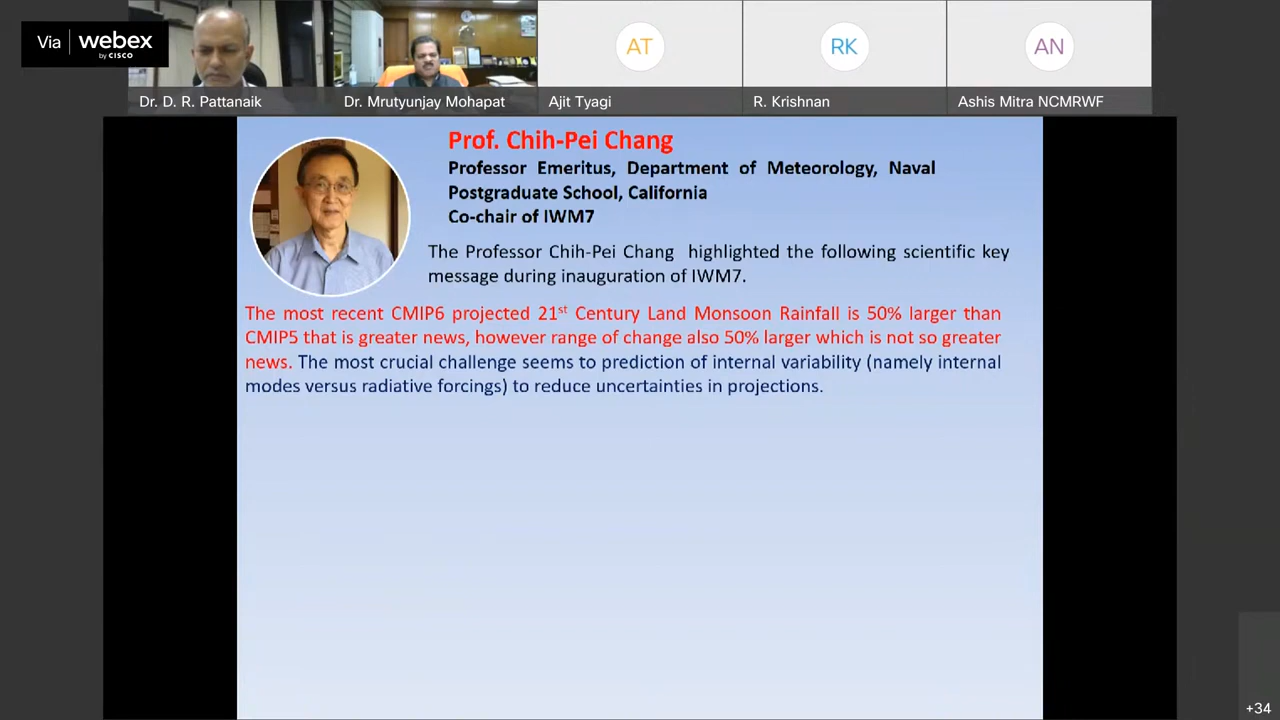 Via webex
by CISCO
Dr. D. R. Pattanaik
Dr. Mrutyunjay Mohapat
AT
Ajit Tyagi
RK
R. Krishnan
AN
Ashis Mitra NCMRWF
Prof. Chih-Pei Chang
Professor Emeritus, Department of Meteorology, Naval
Postgraduate School, California
Co-chair of IWM7
The Professor Chih-Pei Chang highlighted the following scientific key
message during inauguration of IWM7.
The most recent CMIP6 projected 21st Century Land Monsoon Rainfall is 50% larger than
CMIP5 that is greater news, however range of change also 50% larger which is not so greater
news. The most crucial challenge seems to prediction of internal variability (namely internal
modes versus radiative forcings) to reduce uncertainties in projections.
+34